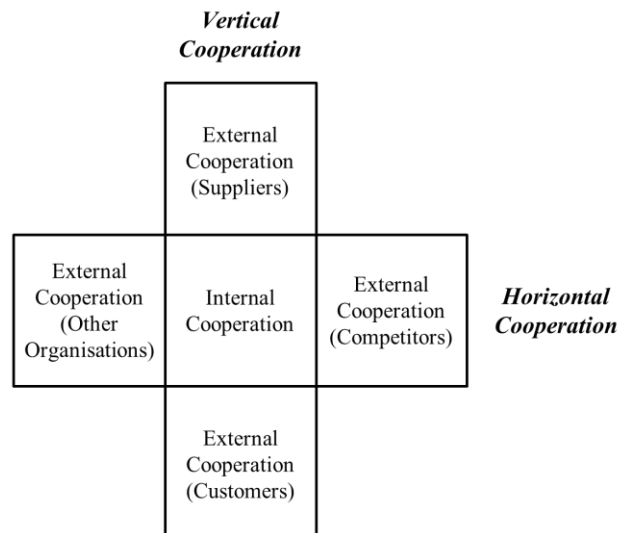 Vertical
Cooperation
External
Cooperation
(Suppliers)
External
Cooperation
(Other
Organisations)
Internal
Cooperation
External
Cooperation
(Competitors)
Horizontal
Cooperation
External
Cooperation
(Customers)